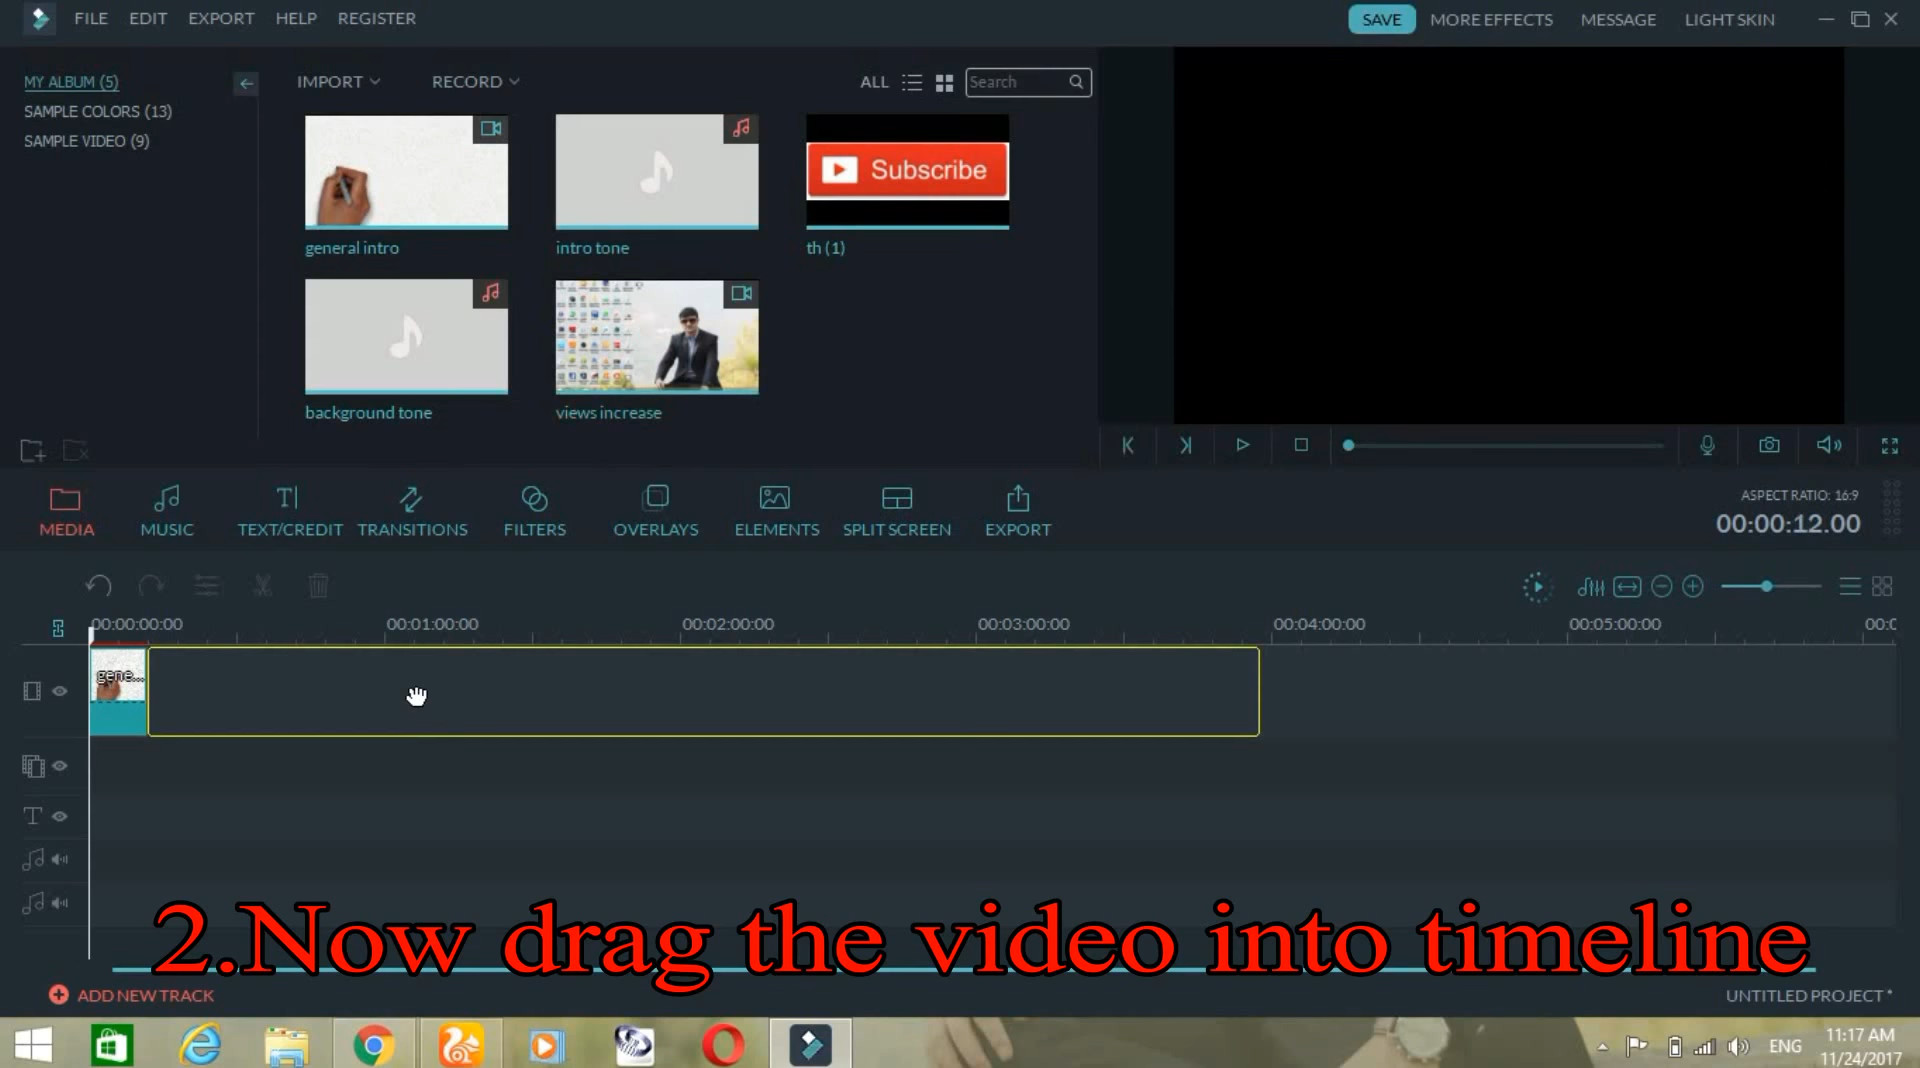 FILE EDIT EXPORT HELP REGISTER
SAVE MORE EFFECTS MESSAGE LIGHT SKIN
MY ALBUM (5)
SAMPLE COLORS (13)
SAMPLE VIDEO (9)
IMPORT RECORD ALL Search
Subscribe
general intro intro tone th (1)
background tone views increase
MEDIA MUSIC TEXT/CREDIT TRANSITIONS FILTERS OVERLAYS ELEMENTS SPLIT SCREEN EXPORT
ASPECT RATIO: 16:9
00:00:12.00
00:00:00:00 00:01:00:00 00:02:00:00 00:03:00:00 00:04:00:00 00:05:00:00 00:0
gene...
2.Now drag the video into timeline
ADD NEW TRACK UNTITLED PROJECT *
ENG 11:17 AM
11/24/2017